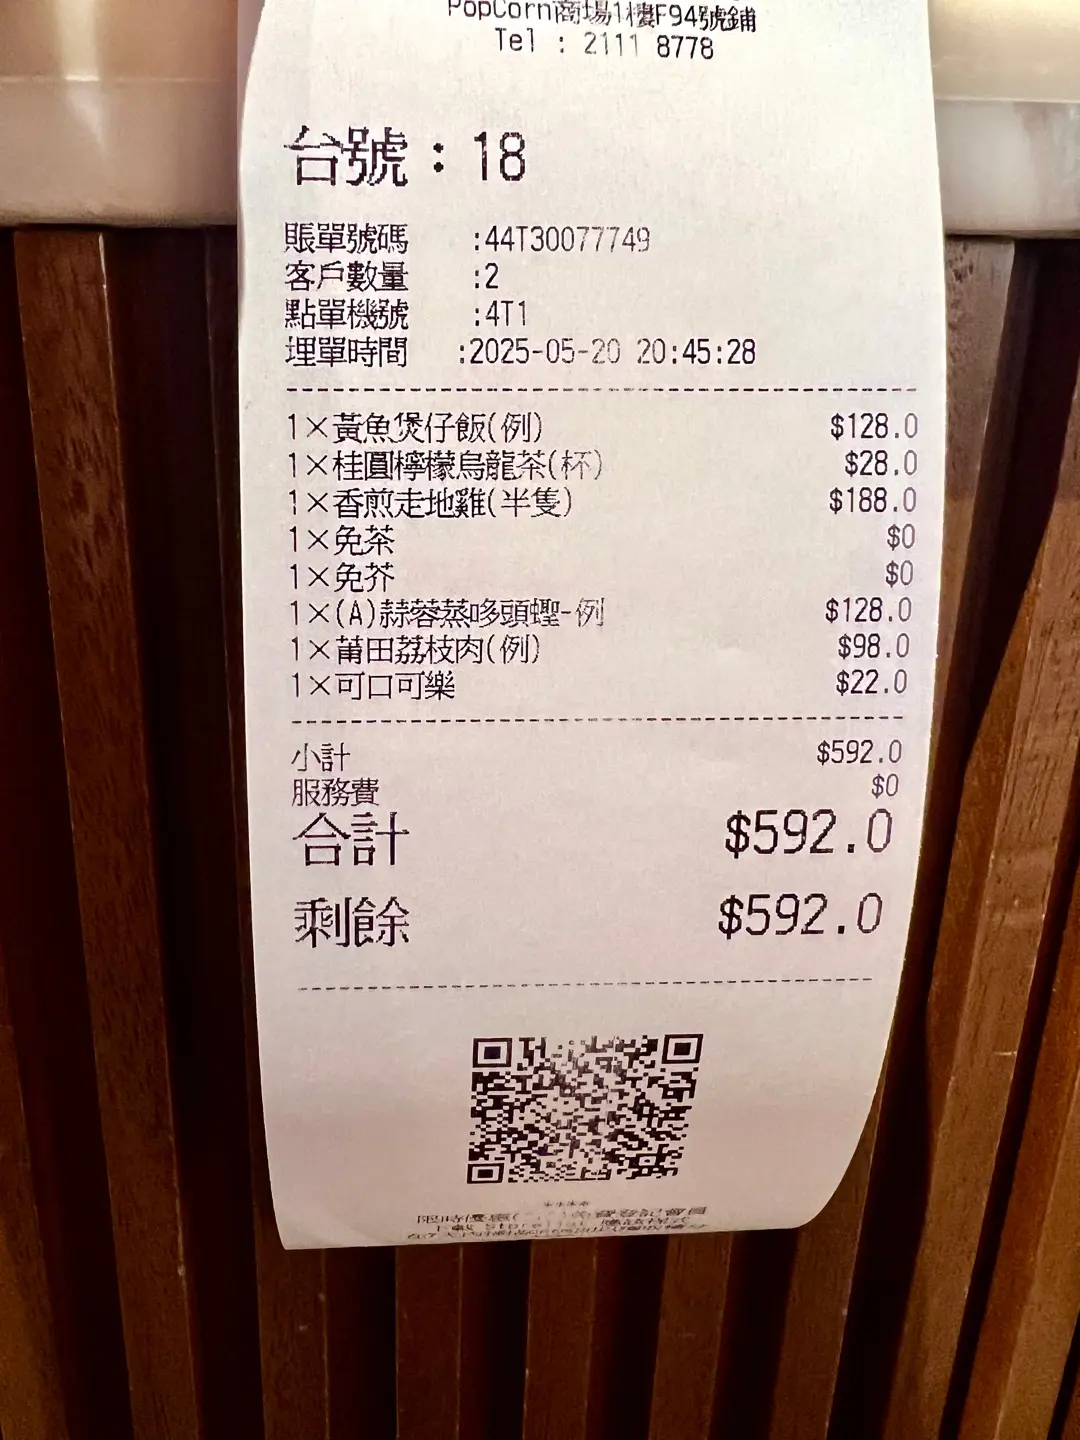 PopCorn商場1樓F94號鋪
Tel : 2111 8778
台號：18
賬單號碼 :44T30077749
客戶數量 :2
點單機號 :4T1
埋單時間 :2025-05-20 20:45:28
1×黃魚煲仔飯(例) $128.0
1×桂圓檸檬烏龍茶(杯) $28.0
1×香煎走地雞(半隻) $188.0
1×免茶 $0
1×免芥 $0
1×(A)蒜蓉蒸哆頭蟶-例 $128.0
1×莆田荔枝肉(例) $98.0
1×可口可樂 $22.0
小計 $592.0
服務費 $0
合計 $592.0
剩餘 $592.0